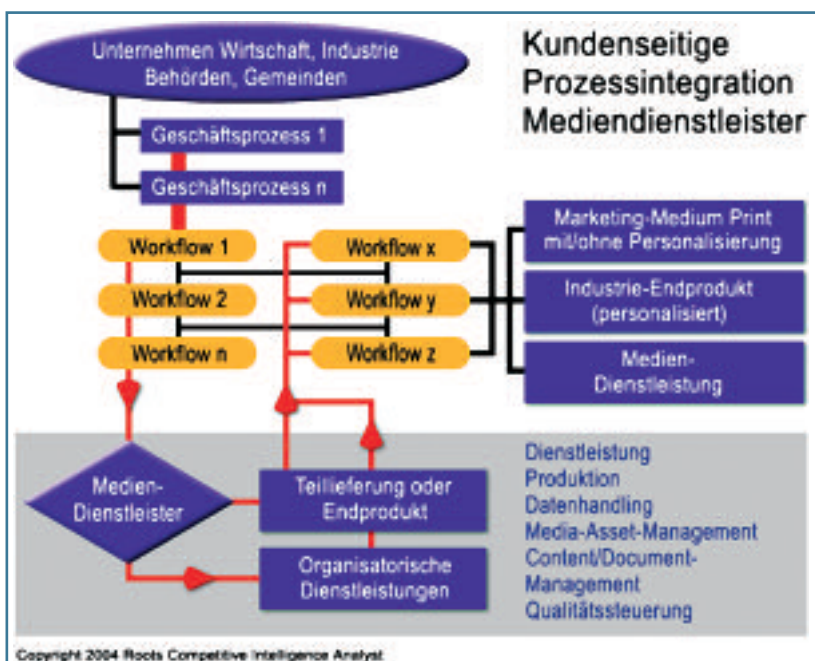 Unternehmen Wirtschaft, Industrie
Behörden, Gemeinden
Kundenseitige
Prozessintegration
Mediendienstleister
Geschäftsprozess 1
Geschäftsprozess n
Workflow 1
Workflow x
Workflow 2
Workflow y
Workflow n
Workflow z
Marketing-Medium Print
mit/ohne Personalisierung
Industrie-Endprodukt
(personalisiert)
Medien-
Dienstleistung
Medien-
Dienstleister
Teillieferung oder
Endprodukt
Organisatorische
Dienstleistungen
Dienstleistung
Produktion
Datenhandling
Media-Asset-Management
Content/Document-
Management
Qualitätssteuerung
Copyright 2004 Roots Competitive Intelligence Analyst